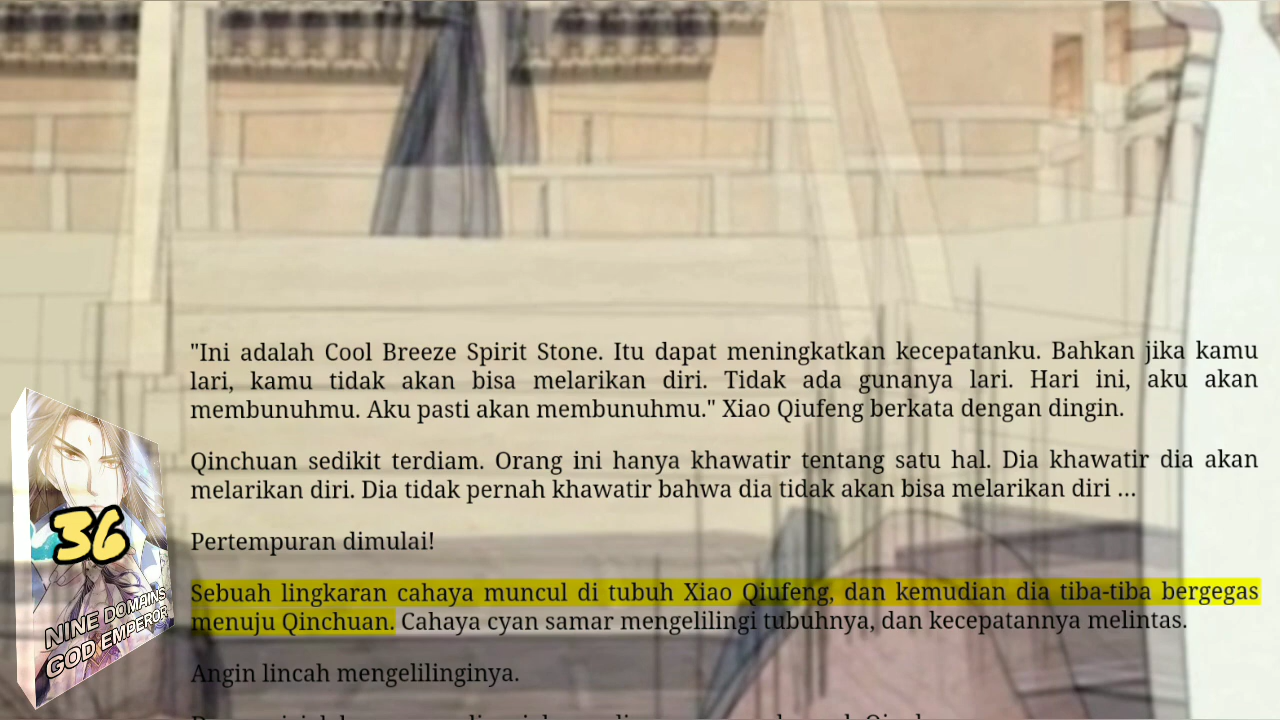 "Ini adalah Cool Breeze Spirit Stone. Itu dapat meningkatkan kecepatanku. Bahkan jika kamu
lari, kamu tidak akan bisa melarikan diri. Tidak ada gunanya lari. Hari ini, aku akan
membunuhmu. Aku pasti akan membunuhmu." Xiao Qiufeng berkata dengan dingin.
Qinchuan sedikit terdiam. Orang ini hanya khawatir tentang satu hal. Dia khawatir dia akan
melarikan diri. Dia tidak pernah khawatir bahwa dia tidak akan bisa melarikan diri ...
Pertempuran dimulai!
Sebuah lingkaran cahaya muncul di tubuh Xiao Qiufeng, dan kemudian dia tiba-tiba bergegas
menuju Qinchuan. Cahaya cyan samar mengelilingi tubuhnya, dan kecepatannya melintas.
Angin lincah mengelilinginya.
36
NINE DOMAINS
GOD EMPEROR